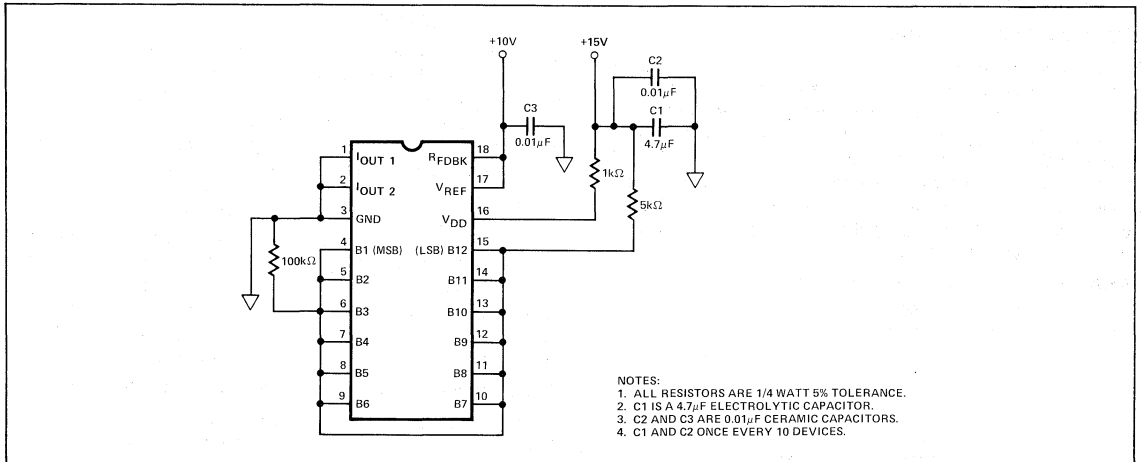 +10V
+15V
C2
0.01µF
C3
0.01µF
C1
4.7µF
1kΩ
5kΩ
1 IOUT 1
RFDBK 18
2 IOUT 2
VREF 17
3 GND
VDD 16
4 B1 (MSB)
(LSB) B12 15
100kΩ
5 B2
B11 14
6 B3
B10 13
7 B4
B9 12
8 B5
B8 11
9 B6
B7 10
NOTES:
1. ALL RESISTORS ARE 1/4 WATT 5% TOLERANCE.
2. C1 IS A 4.7µF ELECTROLYTIC CAPACITOR.
3. C2 AND C3 ARE 0.01µF CERAMIC CAPACITORS.
4. C1 AND C2 ONCE EVERY 10 DEVICES.